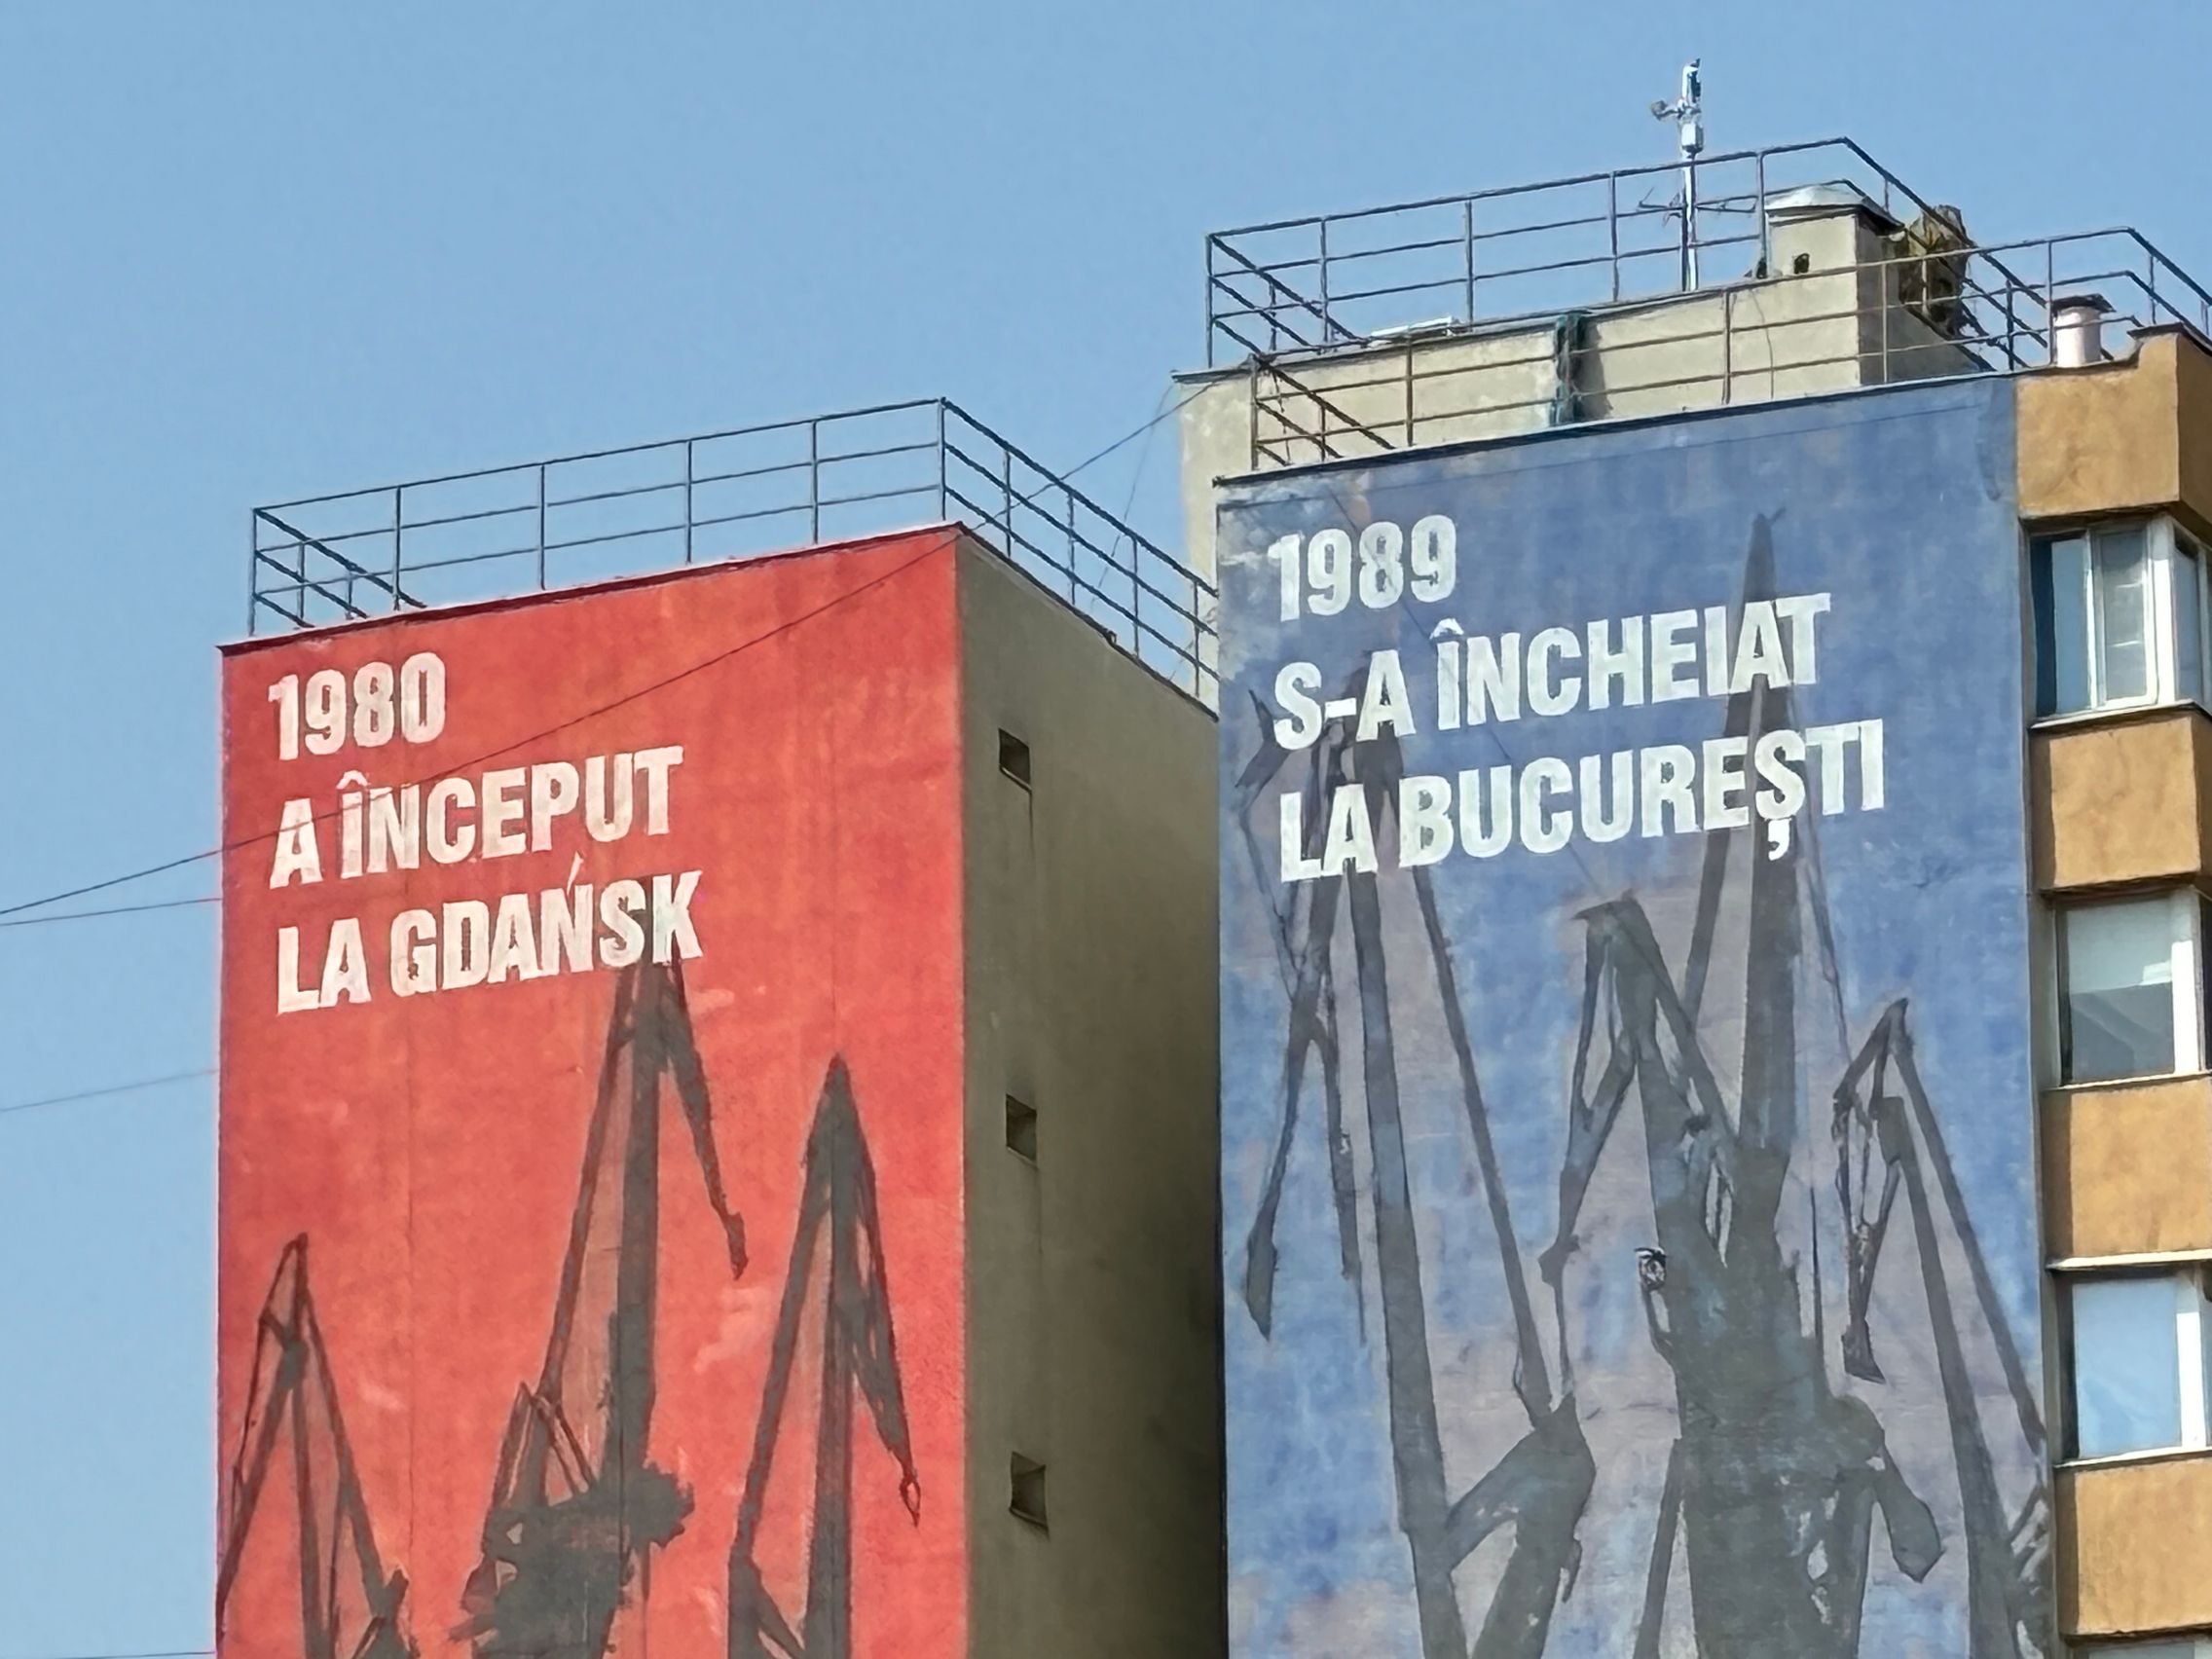 1980
A ÎNCEPUT
LA GDAŃSK
1989
S-A ÎNCHEIAT
LA BUCUREȘTI